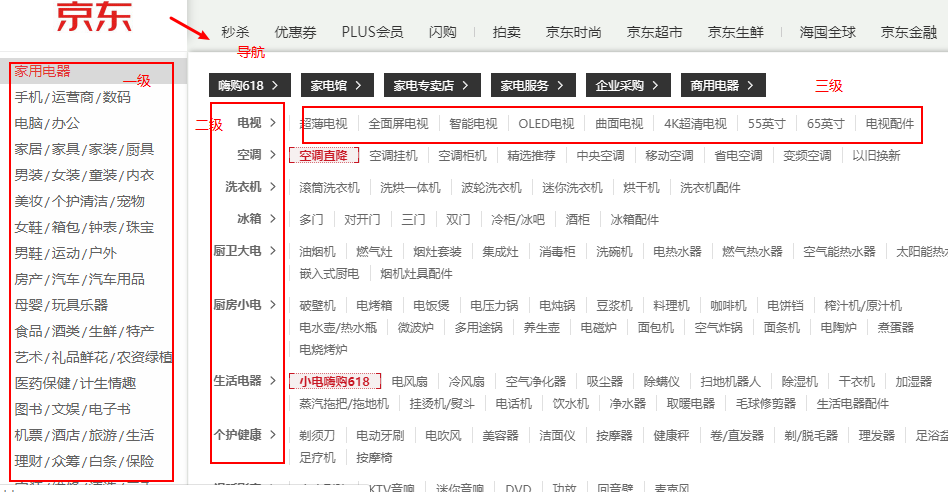 京东
秒杀 优惠券 PLUS会员 闪购 拍卖 京东时尚 京东超市 京东生鲜 海囤全球 京东金融
导航
家用电器
一级
手机/运营商/数码
电脑/办公
家居/家具/家装/厨具
男装/女装/童装/内衣
美妆/个护清洁/宠物
女鞋/箱包/钟表/珠宝
男鞋/运动/户外
房产/汽车/汽车用品
母婴/玩具乐器
食品/酒类/生鲜/特产
艺术/礼品鲜花/农资绿植
医药保健/计生情趣
图书/文娱/电子书
机票/酒店/旅游/生活
理财/众筹/白条/保险
嗨购618 家电馆 家电专卖店 家电服务 企业采购 商用电器
三级
二级
电视 超薄电视 全面屏电视 智能电视 OLED电视 曲面电视 4K超清电视 55英寸 65英寸 电视配件
空调 空调直降 空调挂机 空调柜机 精选推荐 中央空调 移动空调 省电空调 变频空调 以旧换新
洗衣机 滚筒洗衣机 洗烘一体机 波轮洗衣机 迷你洗衣机 烘干机 洗衣机配件
冰箱 多门 对开门 三门 双门 冷柜/冰吧 酒柜 冰箱配件
厨卫大电 油烟机 燃气灶 烟灶套装 集成灶 消毒柜 洗碗机 电热水器 燃气热水器 空气能热水器 太阳能热
嵌入式厨电 烟机灶具配件
厨房小电 破壁机 电烤箱 电饭煲 电压力锅 电炖锅 豆浆机 料理机 咖啡机 电饼铛 榨汁机/原汁机
电水壶/热水瓶 微波炉 多用途锅 养生壶 电磁炉 面包机 空气炸锅 面条机 电陶炉 煮蛋器
电烧烤炉
生活电器 小电嗨购618 电风扇 冷风扇 空气净化器 吸尘器 除螨仪 扫地机器人 除湿机 干衣机 加湿器
蒸汽拖把/拖地机 挂烫机/熨斗 电话机 饮水机 净水器 取暖电器 毛球修剪器 生活电器配件
个护健康 剃须刀 电动牙刷 电吹风 美容器 洁面仪 按摩器 健康秤 卷/直发器 剃/脱毛器 理发器 足浴盆
足疗机 按摩椅
KTV音响 迷你音响 DVD 功放 回音壁 麦克风